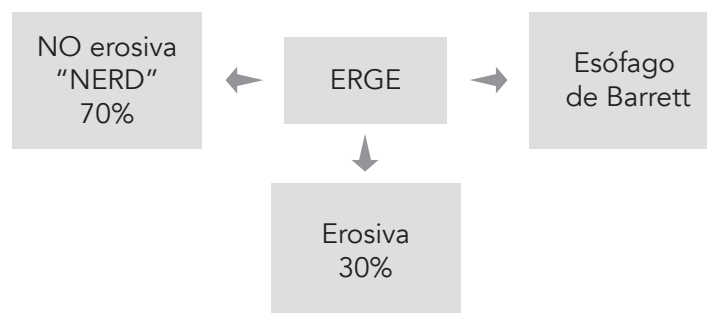 NO erosiva
“NERD”
70%
ERGE
Esófago
de Barrett
Erosiva
30%